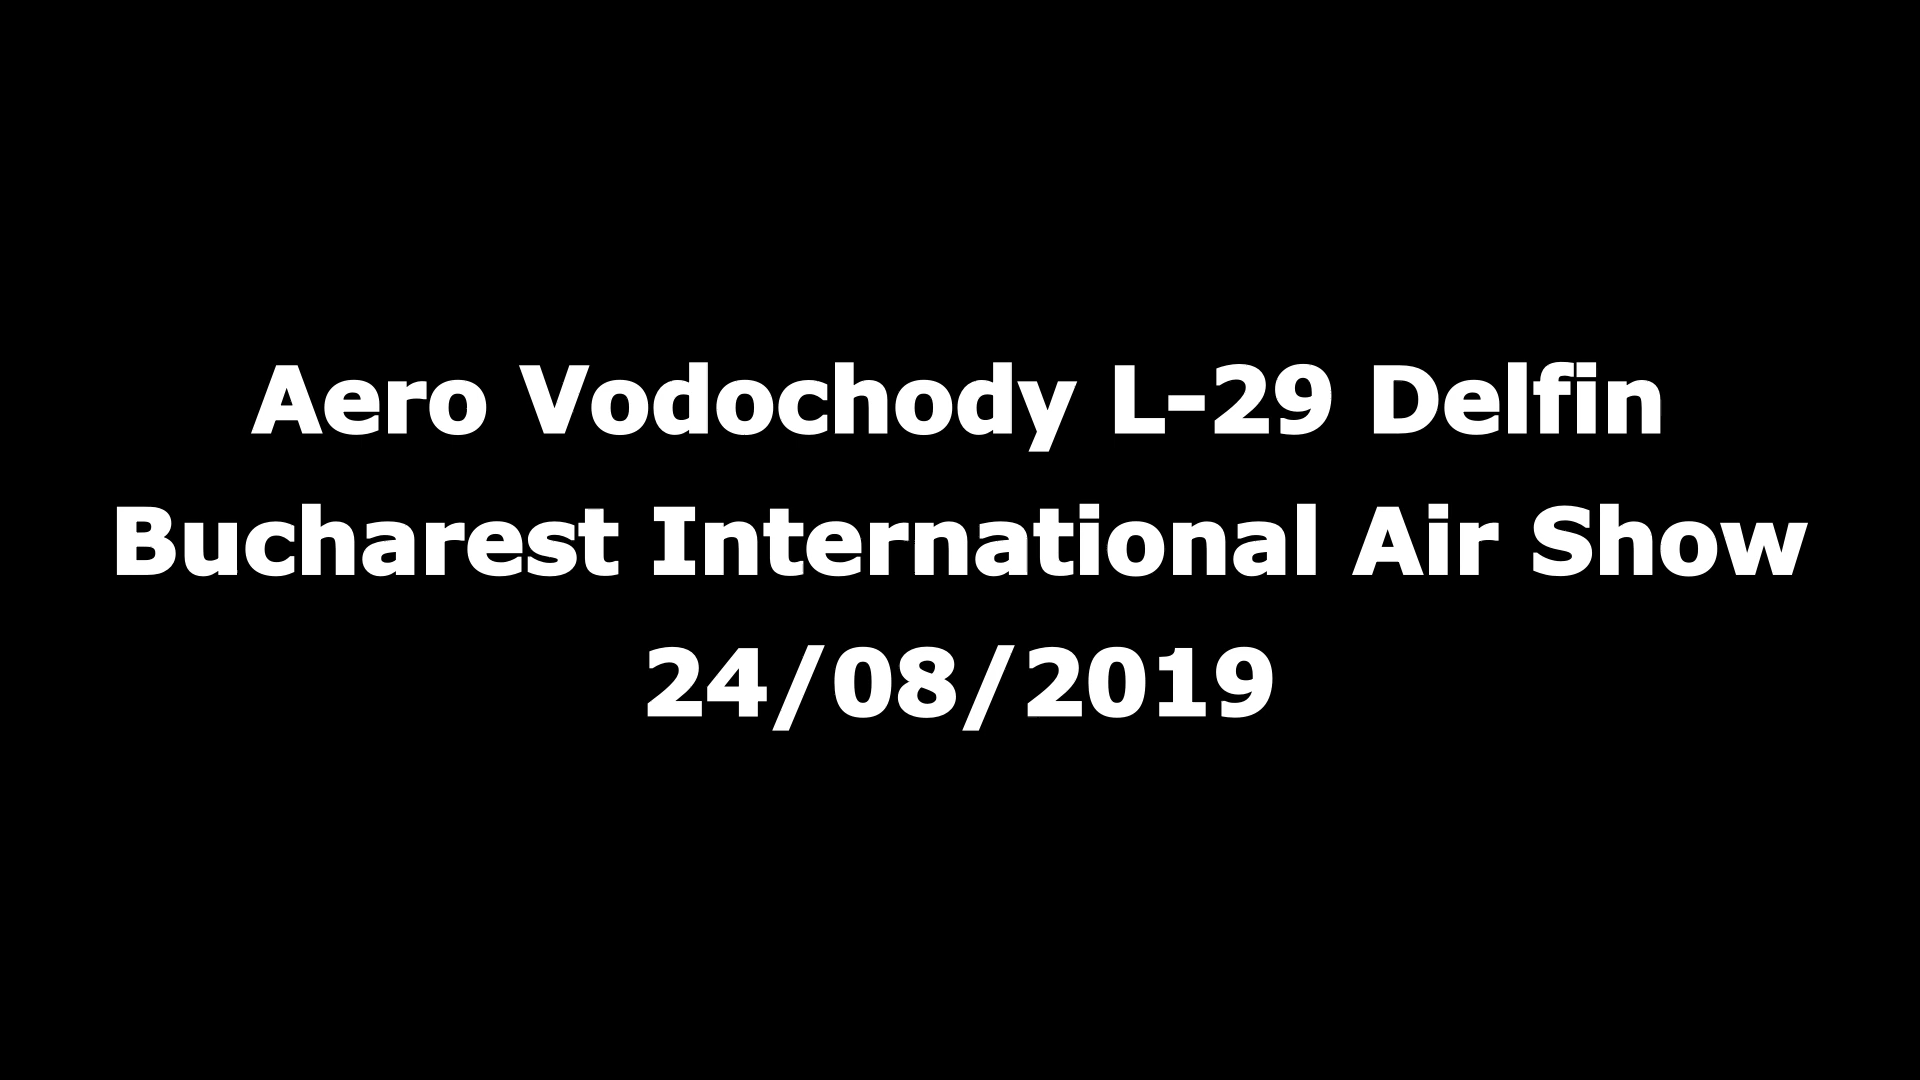 Aero Vodochody L-29 Delfin
Bucharest International Air Show
24/08/2019